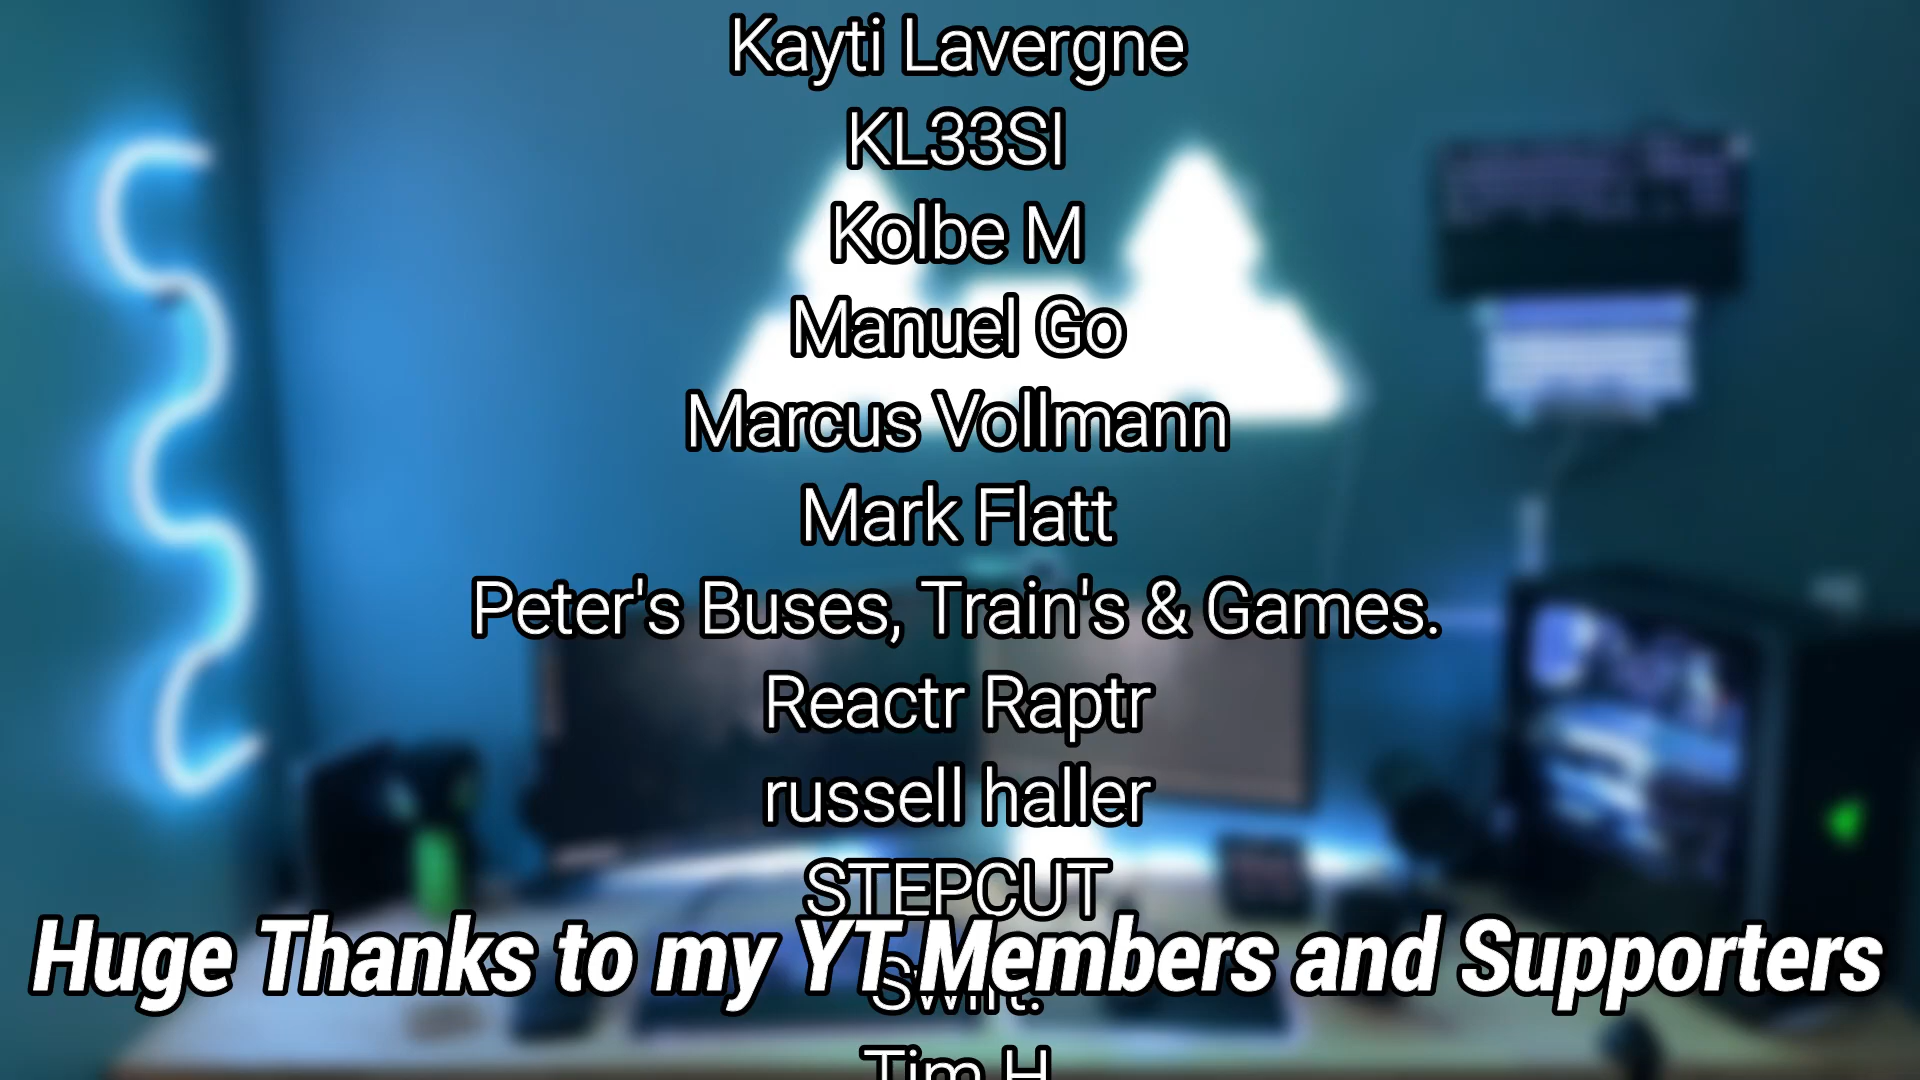 Kayti Lavergne
KL33SI
Kolbe M
Manuel Go
Marcus Vollmann
Mark Flatt
Peter's Buses, Train's & Games.
Reactr Raptr
russell haller
STEPCUT
Huge Thanks to my YT Members and Supporters
Tim H